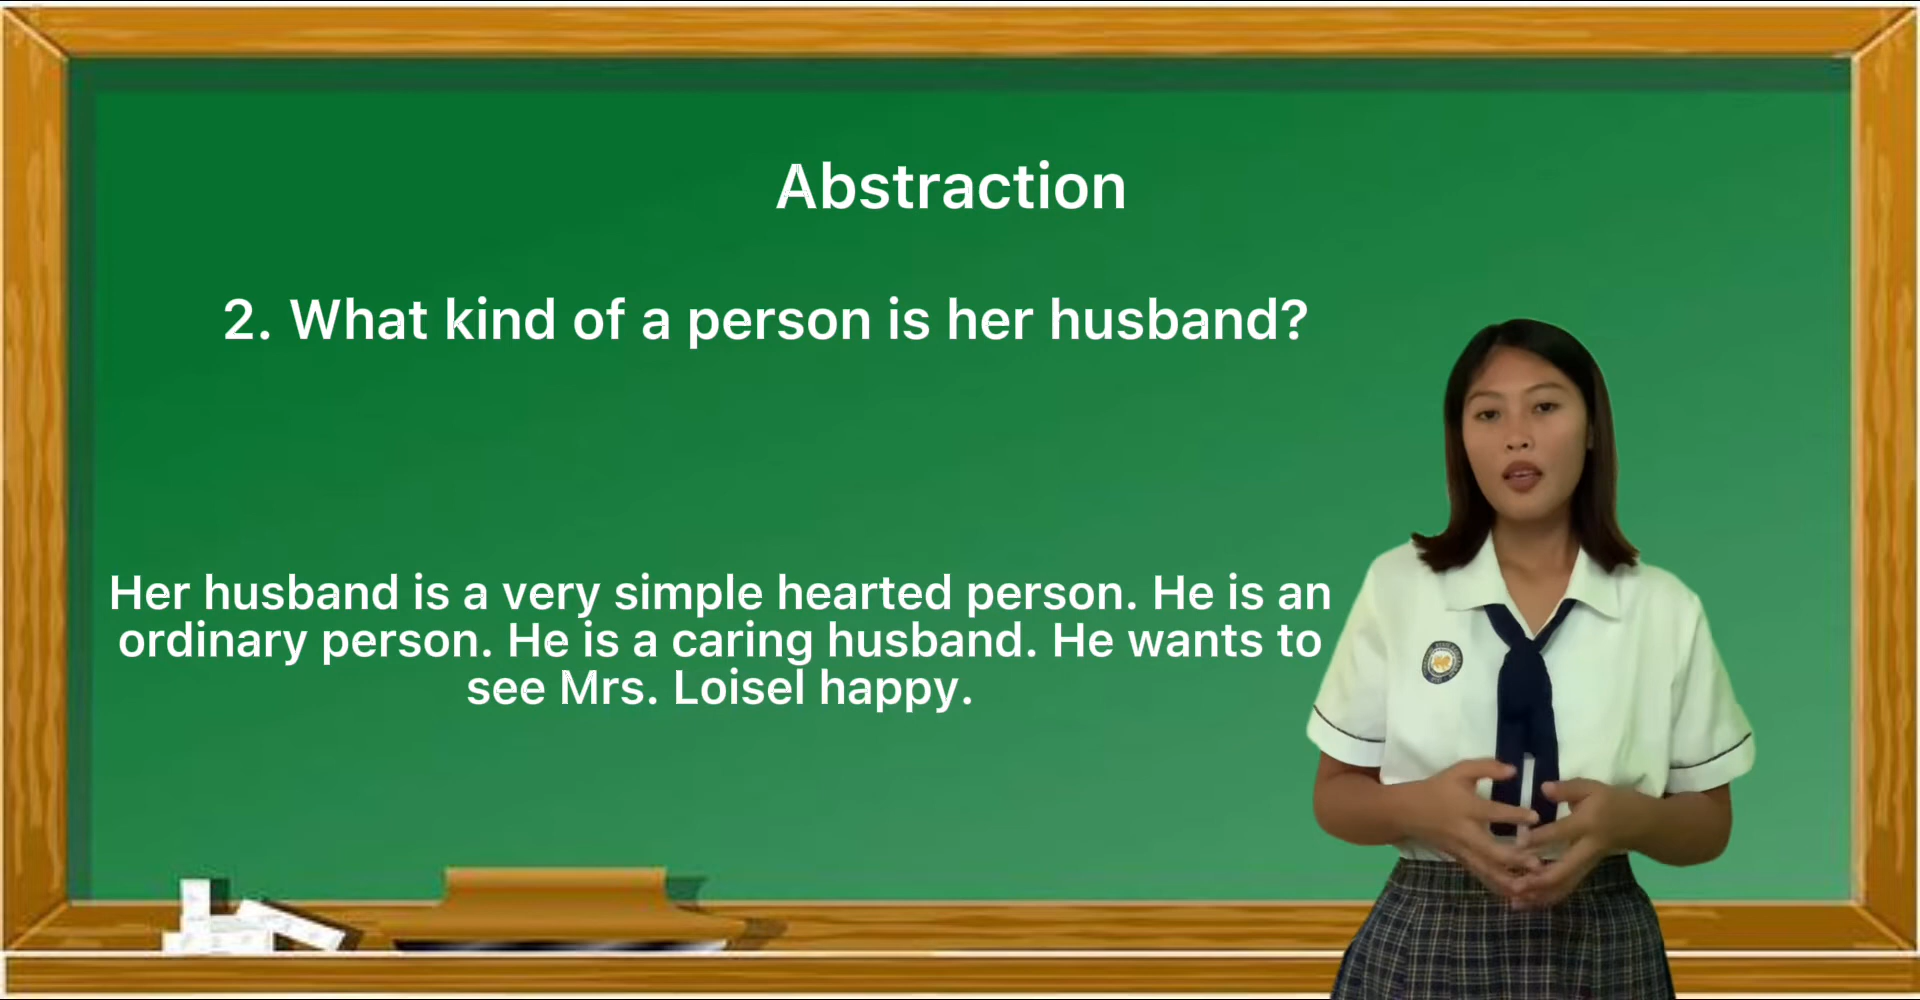 Abstraction
2. What kind of a person is her husband?
Her husband is a very simple hearted person. He is an
ordinary person. He is a caring husband. He wants to
see Mrs. Loisel happy.